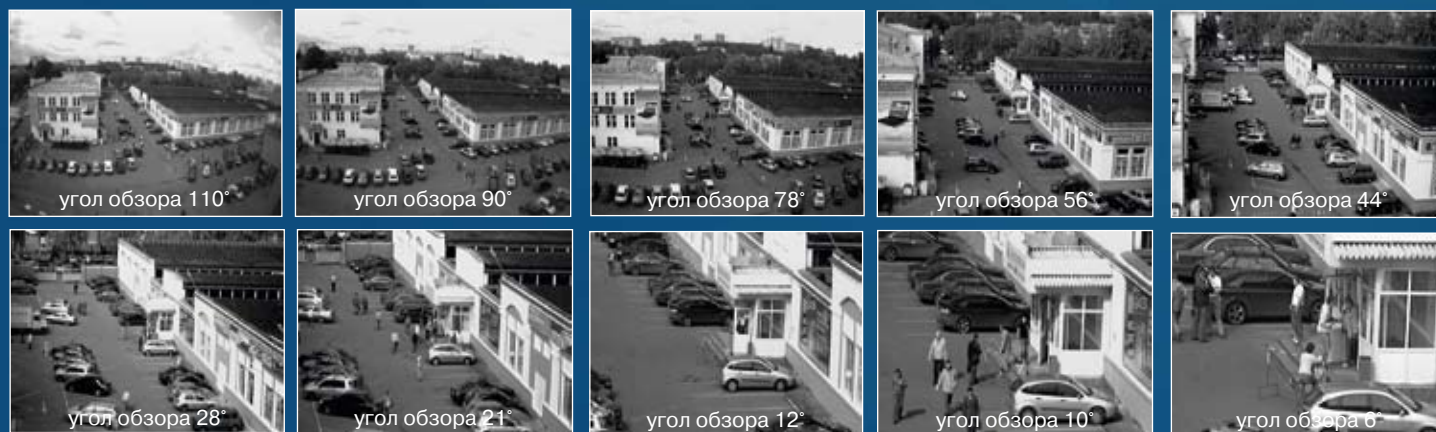 угол обзора 110°
угол обзора 90°
угол обзора 78°
угол обзора 56°
угол обзора 44°
угол обзора 28°
угол обзора 21°
угол обзора 12°
угол обзора 10°
угол обзора 6°